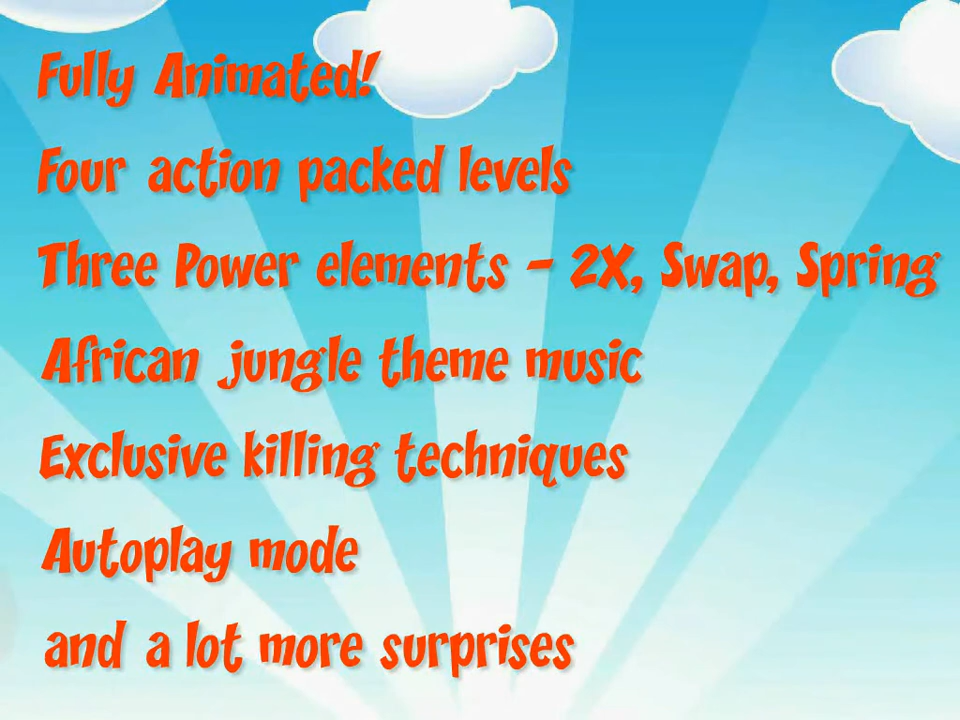 Fully Animated!
Four action packed levels
Three Power elements - 2X, Swap, Spring
African jungle theme music
Exclusive killing techniques
Autoplay mode
and a lot more surprises